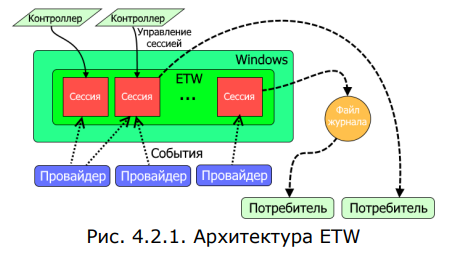 Контроллер
Контроллер
Управление
сессией
Windows
ETW
Сессия
Сессия
...
Сессия
Файл
журнала
События
Провайдер
Провайдер
Провайдер
Потребитель
Потребитель
Рис. 4.2.1. Архитектура ETW